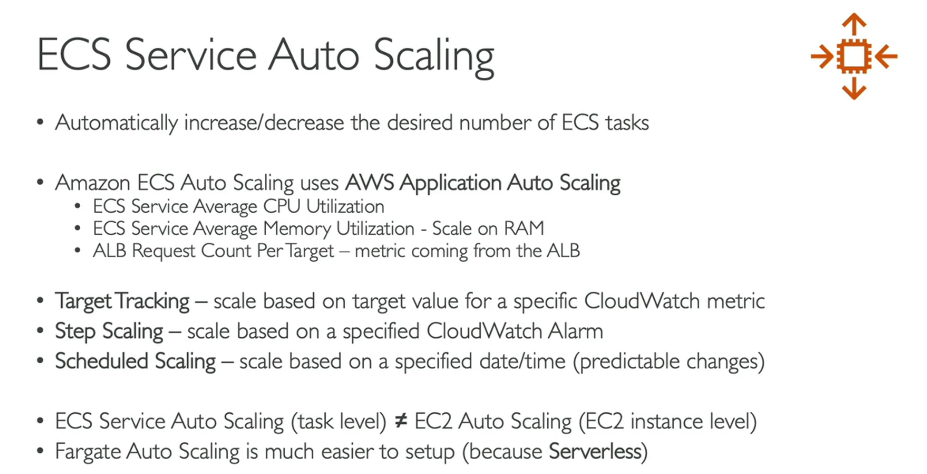 ECS Service Auto Scaling
• Automatically increase/decrease the desired number of ECS tasks
• Amazon ECS Auto Scaling uses AWS Application Auto Scaling
• ECS Service Average CPU Utilization
• ECS Service Average Memory Utilization - Scale on RAM
• ALB Request Count Per Target – metric coming from the ALB
• Target Tracking – scale based on target value for a specific CloudWatch metric
• Step Scaling – scale based on a specified CloudWatch Alarm
• Scheduled Scaling – scale based on a specified date/time (predictable changes)
• ECS Service Auto Scaling (task level) ≠ EC2 Auto Scaling (EC2 instance level)
• Fargate Auto Scaling is much easier to setup (because Serverless)